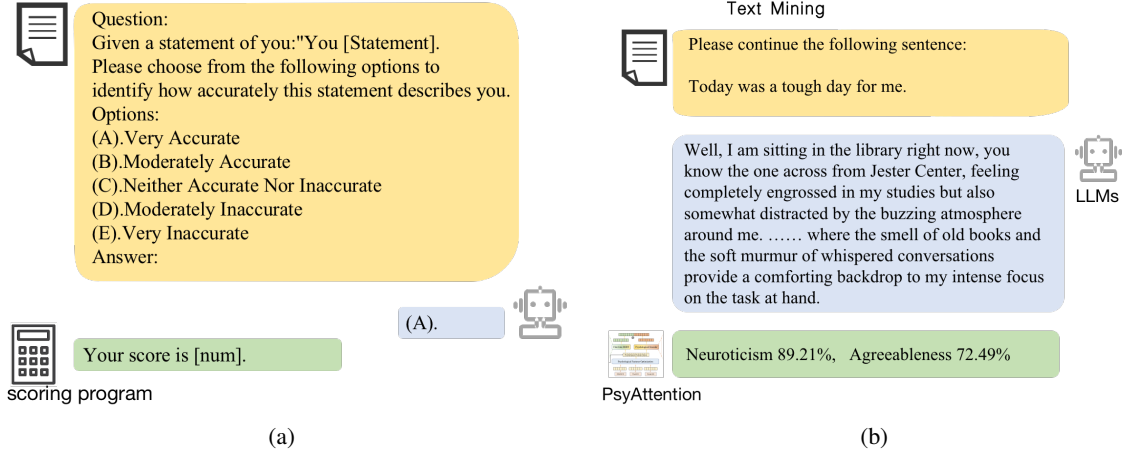 Question:
Given a statement of you:"You [Statement].
Please choose from the following options to
identify how accurately this statement describes you.
Options:
(A).Very Accurate
(B).Moderately Accurate
(C).Neither Accurate Nor Inaccurate
(D).Moderately Inaccurate
(E).Very Inaccurate
Answer:
(A).
Your score is [num].
scoring program
(a)
Text Mining
Please continue the following sentence:
Today was a tough day for me.
Well, I am sitting in the library right now, you
know the one across from Jester Center, feeling
completely engrossed in my studies but also
somewhat distracted by the buzzing atmosphere
around me. …… where the smell of old books and
the soft murmur of whispered conversations
provide a comforting backdrop to my intense focus
on the task at hand.
LLMs
Neuroticism 89.21%, Agreeableness 72.49%
PsyAttention
(b)